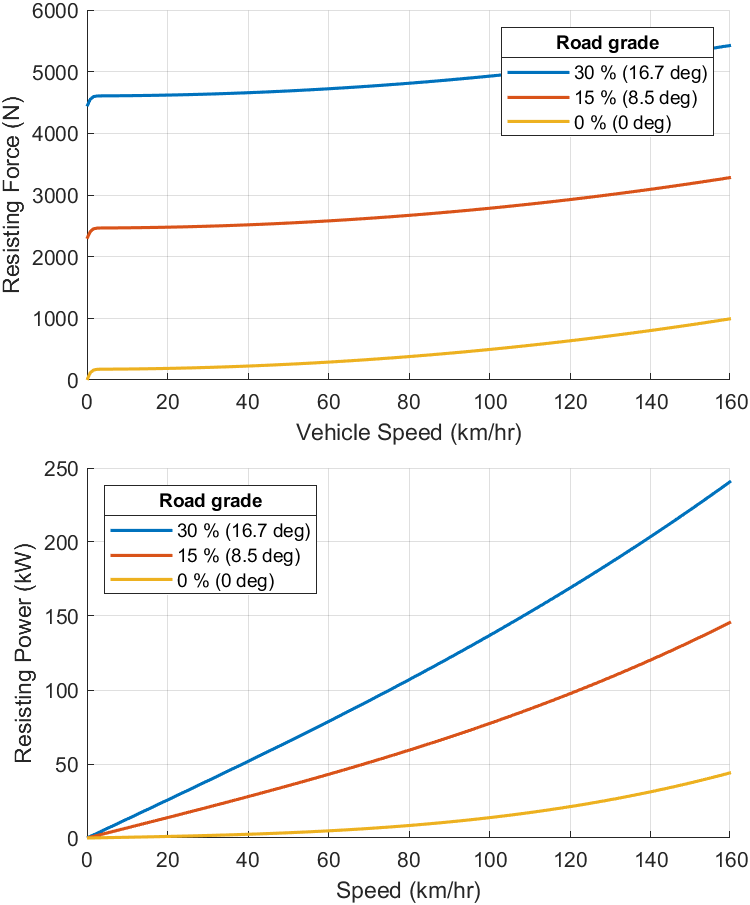 6000
5000
4000
3000
2000
1000
0
Resisting Force (N)
Road grade
30 % (16.7 deg)
15 % (8.5 deg)
0 % (0 deg)
0 20 40 60 80 100 120 140 160
Vehicle Speed (km/hr)
250
200
150
100
50
0
Resisting Power (kW)
Road grade
30 % (16.7 deg)
15 % (8.5 deg)
0 % (0 deg)
0 20 40 60 80 100 120 140 160
Speed (km/hr)